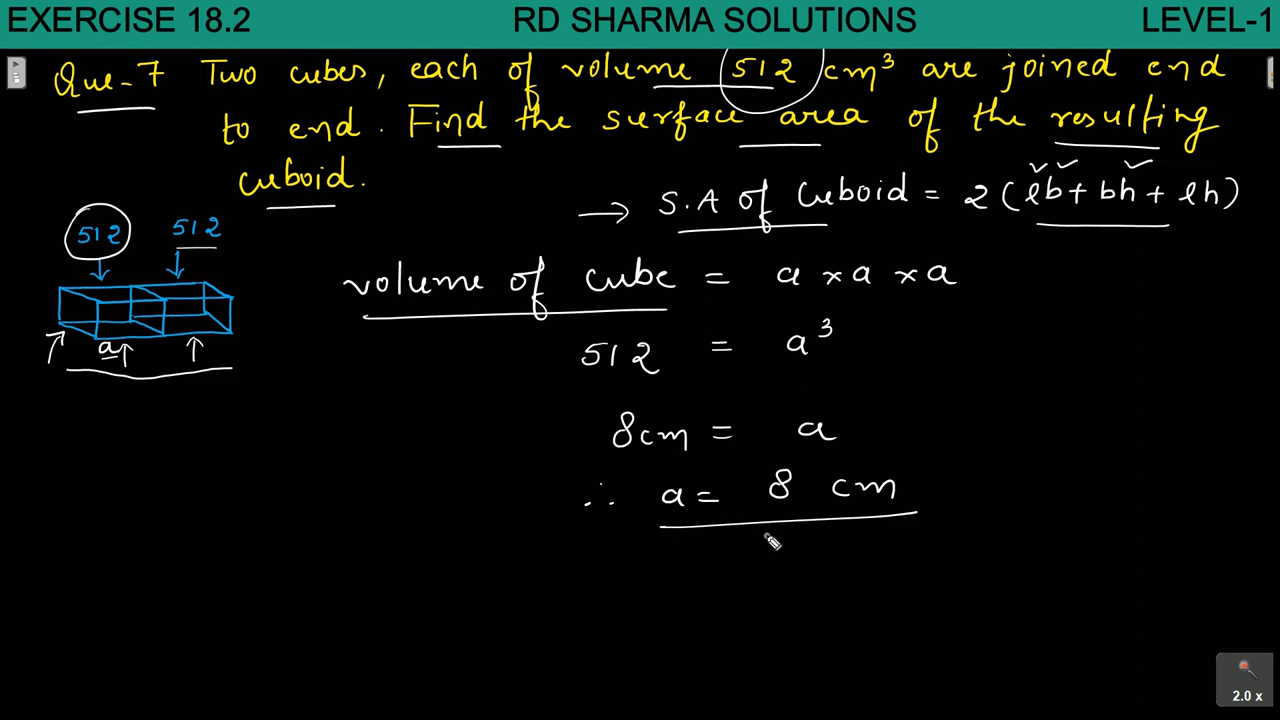 EXERCISE 18.2 RD SHARMA SOLUTIONS LEVEL-1
Que-7 Two cubes, each of volume 512 cm³ are joined end
to end. Find the surface area of the resulting
cuboid.
→ S.A of Cuboid = 2(lb + bh + lh)
512 512
volume of cube = a × a × a
a
512 = a³
8cm = a
∴ a = 8 cm
2.0 x